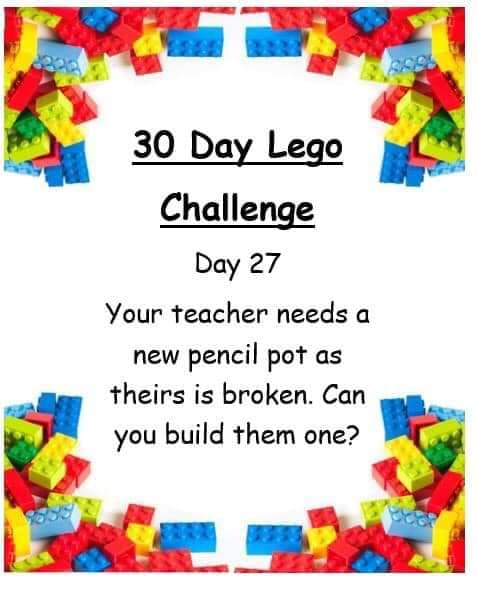 30 Day Lego
Challenge
Day 27
Your teacher needs a
new pencil pot as
theirs is broken. Can
you build them one?